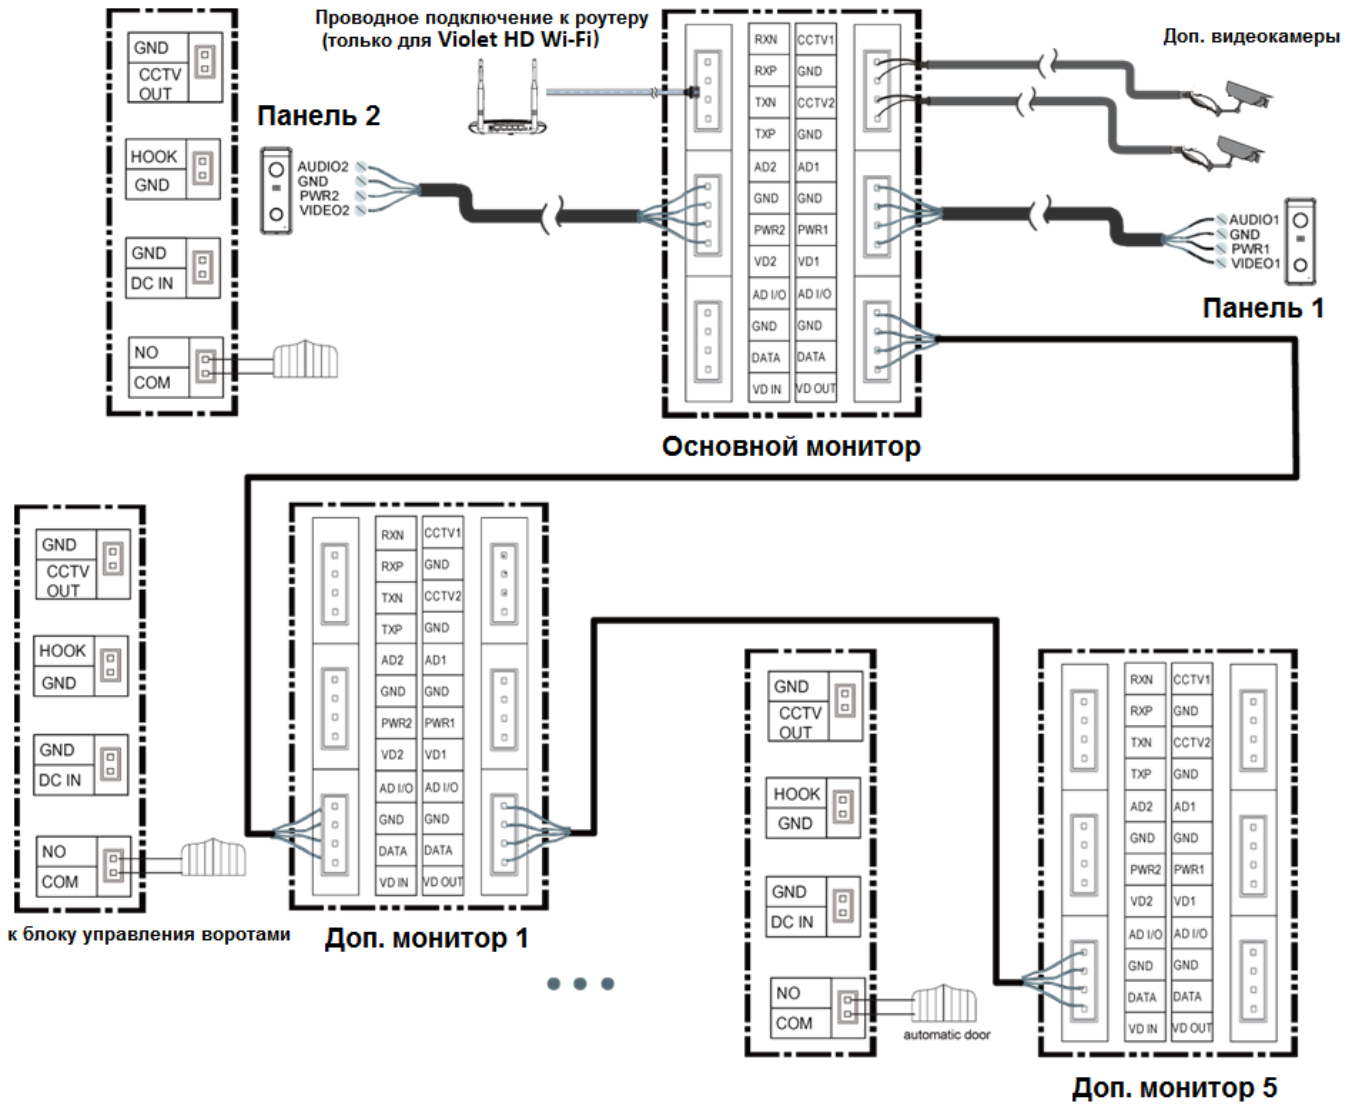 Проводное подключение к роутеру
(только для Violet HD Wi-Fi)
Доп. видеокамеры
GND
CCTV
OUT
HOOK
GND
GND
DC IN
NO
COM
Панель 2
AUDIO2
GND
PWR2
VIDEO2
RXN CCTV1
RXP GND
TXN CCTV2
TXP GND
AD2 AD1
GND GND
PWR2 PWR1
VD2 VD1
AD I/O AD I/O
GND GND
DATA DATA
VD IN VD OUT
AUDIO1
GND
PWR1
VIDEO1
Панель 1
Основной монитор
GND
CCTV
OUT
HOOK
GND
GND
DC IN
NO
COM
к блоку управления воротами
RXN CCTV1
RXP GND
TXN CCTV2
TXP GND
AD2 AD1
GND GND
PWR2 PWR1
VD2 VD1
AD I/O AD I/O
GND GND
DATA DATA
VD IN VD OUT
Доп. монитор 1
GND
CCTV
OUT
HOOK
GND
GND
DC IN
NO
COM
automatic door
RXN CCTV1
RXP GND
TXN CCTV2
TXP GND
AD2 AD1
GND GND
PWR2 PWR1
VD2 VD1
AD I/O AD I/O
GND GND
DATA DATA
VD IN VD OUT
Доп. монитор 5